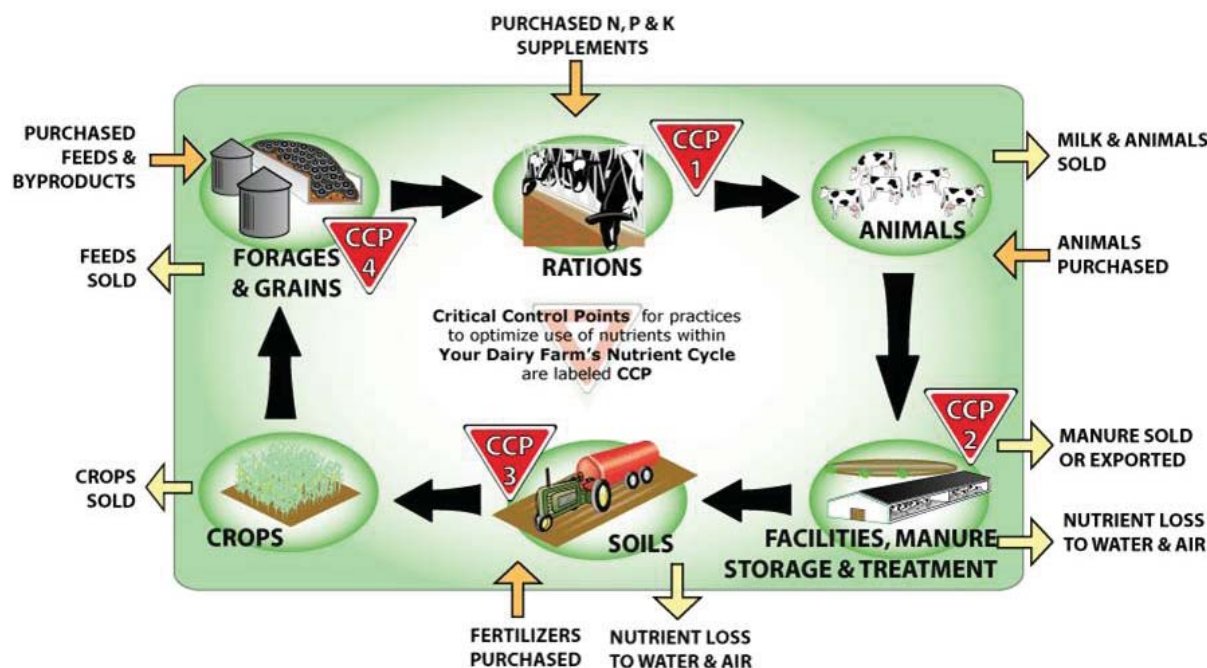 PURCHASED N, P & K
SUPPLEMENTS
PURCHASED
FEEDS &
BYPRODUCTS
CCP
1
MILK & ANIMALS
SOLD
FEEDS
SOLD
FORAGES
& GRAINS
CCP
4
RATIONS
ANIMALS
ANIMALS
PURCHASED
Critical Control Points for practices
to optimize use of nutrients within
Your Dairy Farm's Nutrient Cycle
are labeled CCP
CCP
2
MANURE SOLD
OR EXPORTED
CCP
3
CROPS
SOLD
CROPS
SOILS
FACILITIES, MANURE
STORAGE & TREATMENT
NUTRIENT LOSS
TO WATER & AIR
FERTILIZERS
PURCHASED
NUTRIENT LOSS
TO WATER & AIR